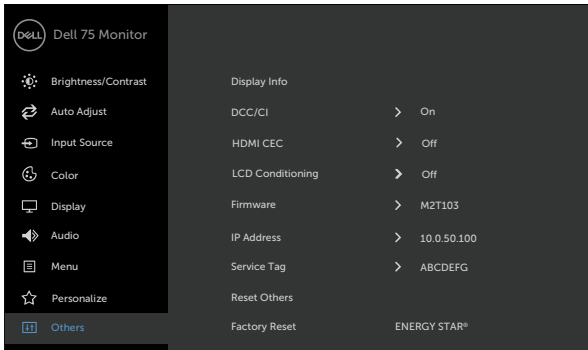 DELL Dell 75 Monitor
Brightness/Contrast Display Info
Auto Adjust DCC/CI On
Input Source HDMI CEC Off
Color LCD Conditioning Off
Display Firmware M2T103
Audio IP Address 10.0.50.100
Menu Service Tag ABCDEFG
Personalize Reset Others
Others Factory Reset ENERGY STAR®